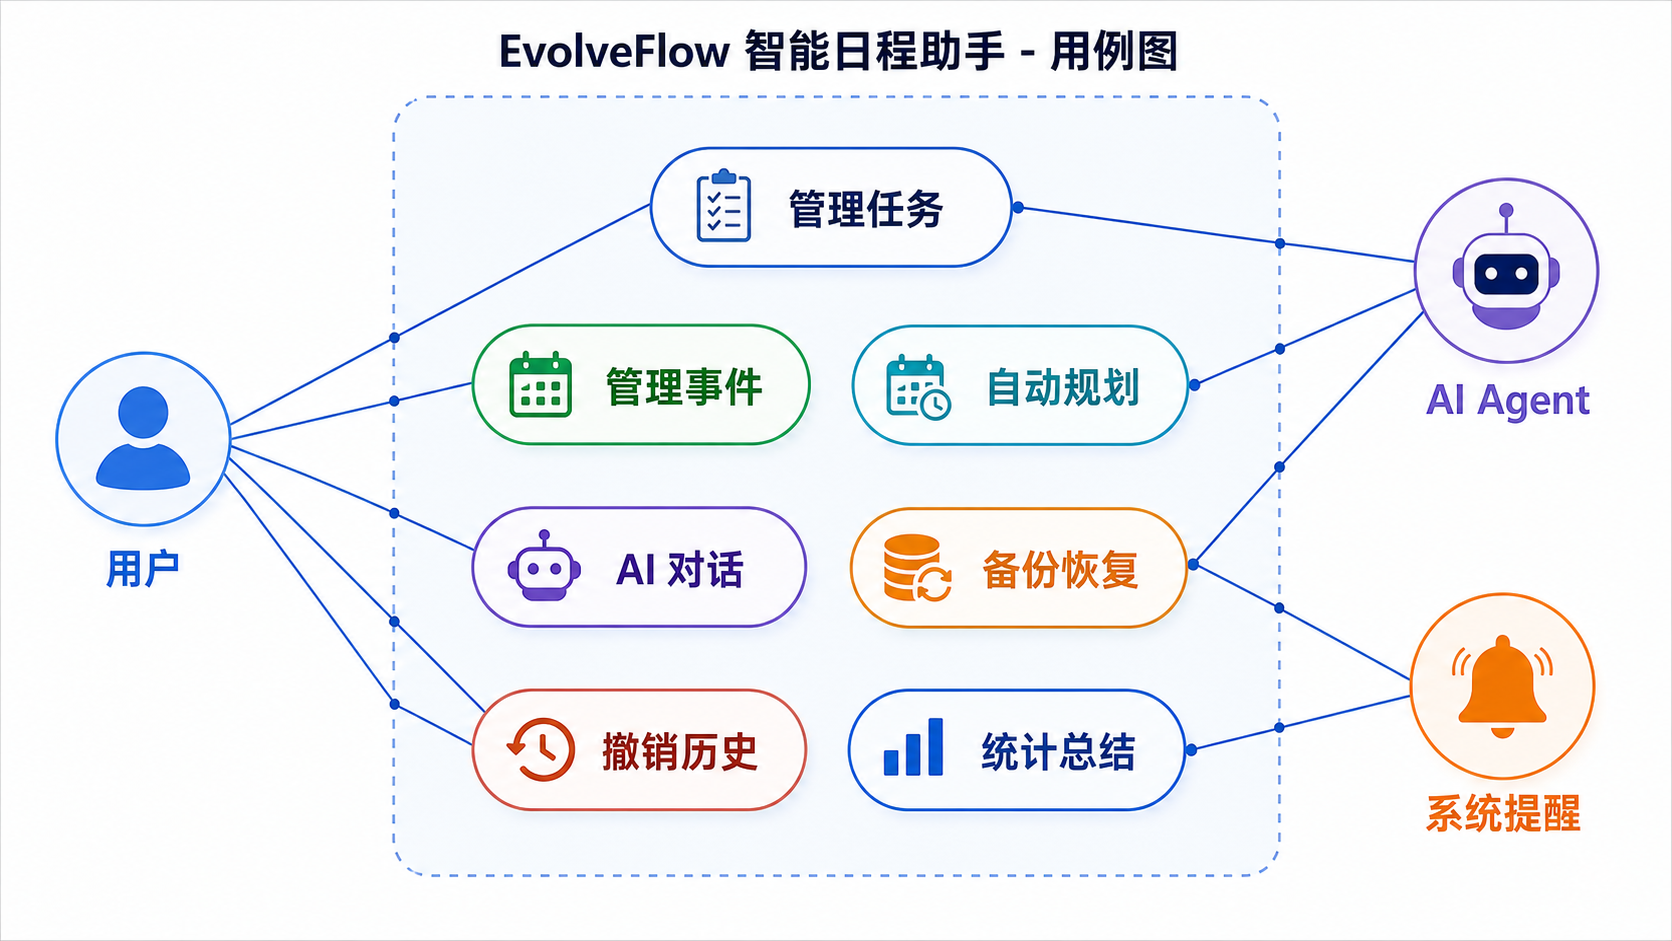 EvolveFlow 智能日程助手 - 用例图
管理任务
管理事件
自动规划
AI Agent
用户
AI 对话
备份恢复
撤销历史
统计总结
系统提醒